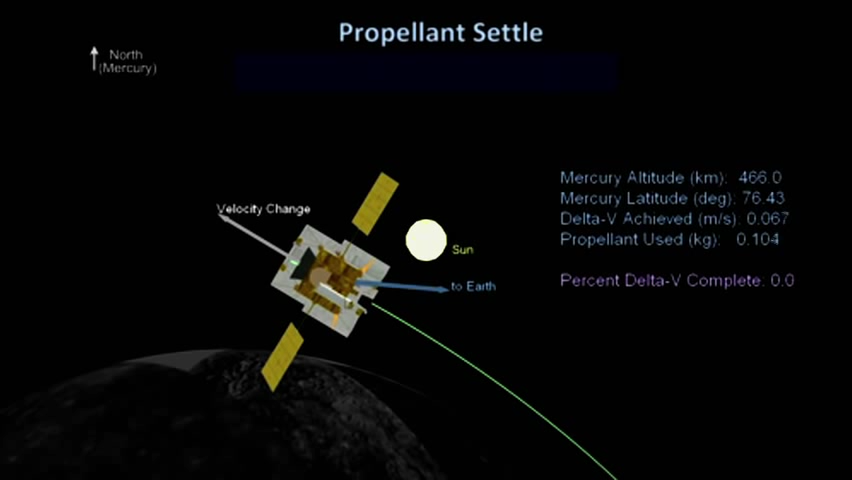 Propellant Settle
North
(Mercury)
Mercury Altitude (km): 466.0
Mercury Latitude (deg): 76.43
Velocity Change
Delta-V Achieved (m/s): 0.067
Propellant Used (kg): 0.104
Sun
Percent Delta-V Complete: 0.0
to Earth